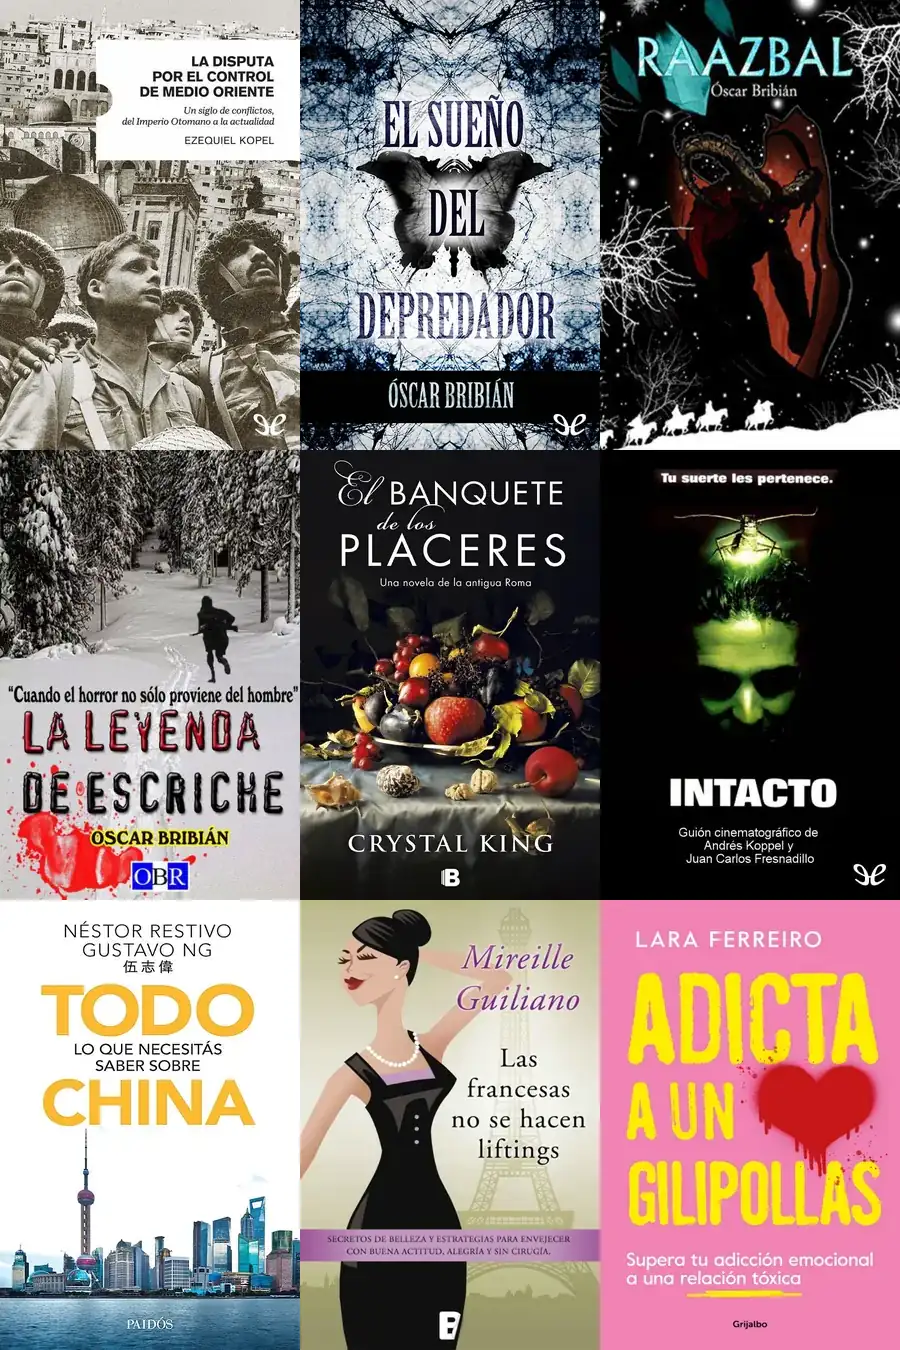 LA DISPUTA
POR EL CONTROL
DE MEDIO ORIENTE
Un siglo de conflictos,
del Imperio Otomano a la actualidad
EZEQUIEL KOPEL
EL SUEÑO
DEL
DEPREDADOR
ÓSCAR BRIBIÁN
RAAZBAL
Óscar Bribián
"Cuando el horror no sólo proviene del hombre"
LA LEYENDA
DE ESCRICHE
OSCAR BRIBIÁN
OBR
El BANQUETE
de los
PLACERES
Una novela de la antigua Roma
CRYSTAL KING
B
Tu suerte les pertenece.
INTACTO
Guión cinematográfico de
Andrés Koppel y
Juan Carlos Fresnadillo
NÉSTOR RESTIVO
GUSTAVO NG
伍志偉
TODO
LO QUE NECESITÁS
SABER SOBRE
CHINA
PAIDÓS
Mireille
Guiliano
Las
francesas
no se hacen
liftings
SECRETOS DE BELLEZA Y ESTRATEGIAS PARA ENVEJECER
CON BUENA ACTITUD, ALEGRÍA Y SIN CIRUGÍA.
B
LARA FERREIRO
ADICTA
A UN
GILIPOLLAS
Supera tu adicción emocional
a una relación tóxica
Grijalbo